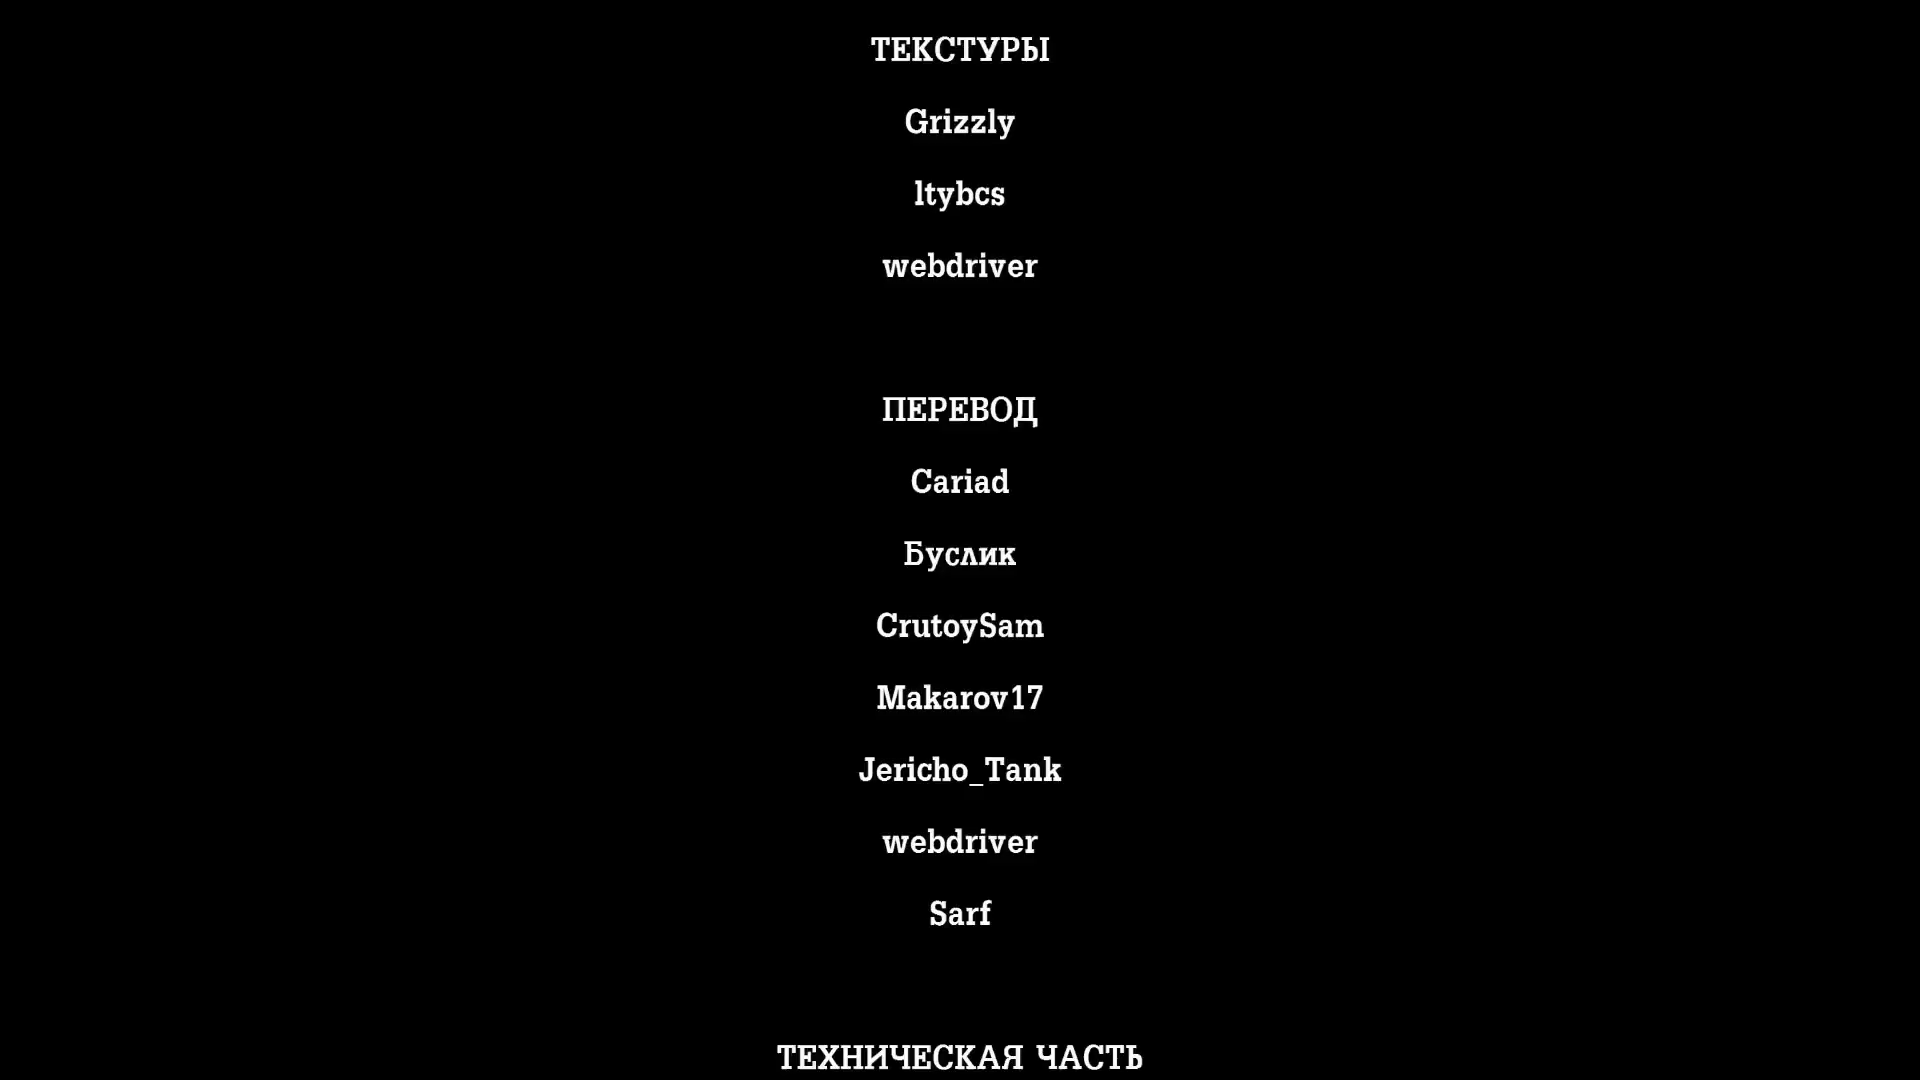 ТЕКСТУРЫ
Grizzly
ltybcs
webdriver
ПЕРЕВОД
Cariad
Буслик
CrutoySam
Makarov17
Jericho_Tank
webdriver
Sarf
ТЕХНИЧЕСКАЯ ЧАСТЬ